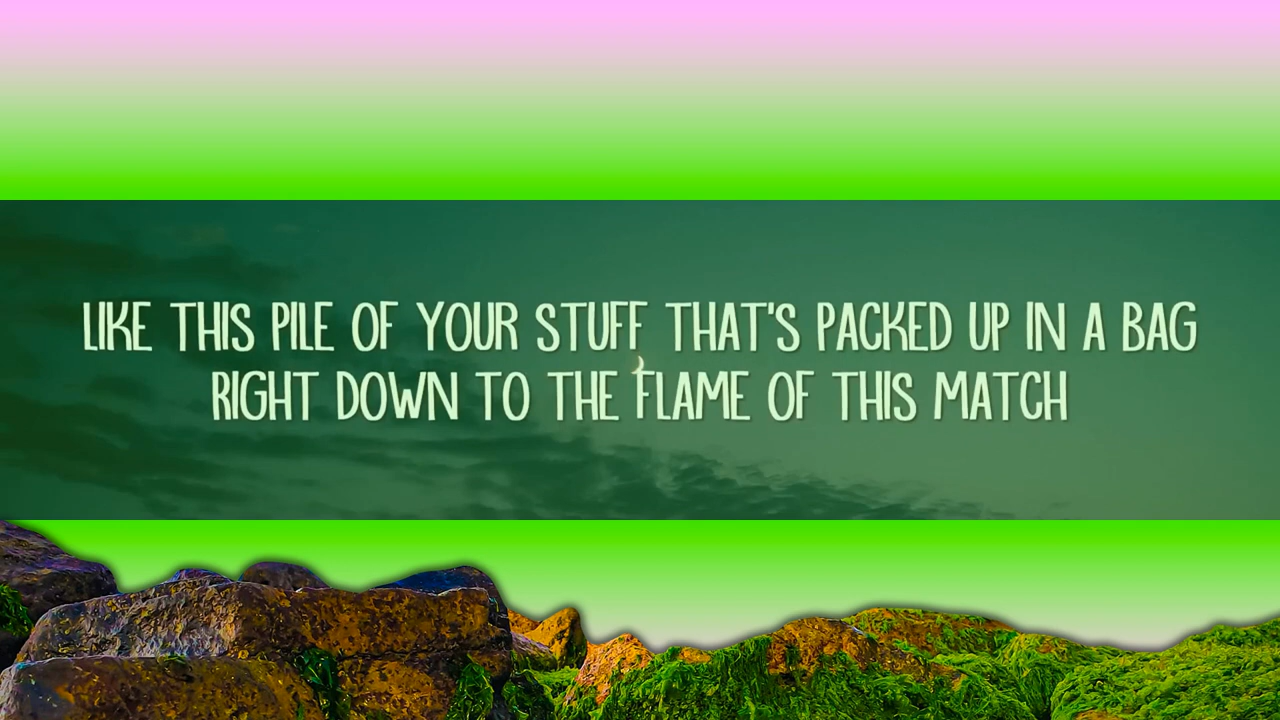 LIKE THIS PILE OF YOUR STUFF THAT'S PACKED UP IN A BAG
RIGHT DOWN TO THE FLAME OF THIS MATCH